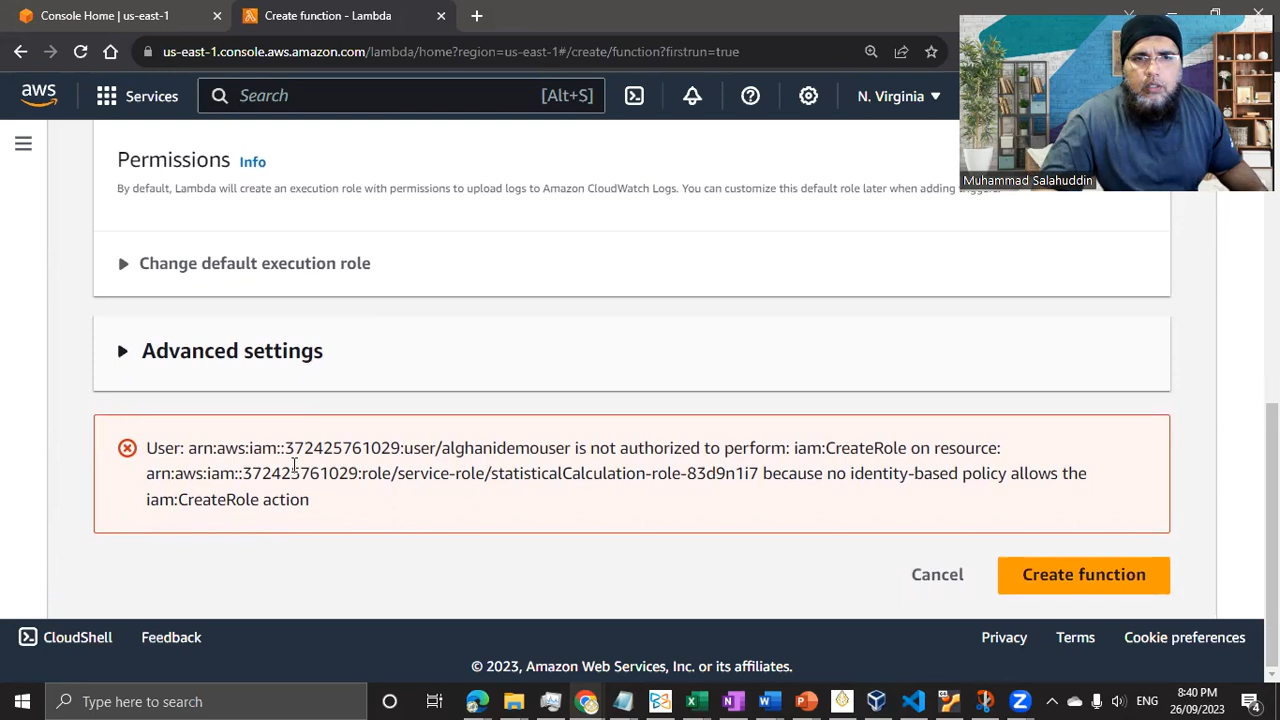 Console Home | us-east-1
Create function - Lambda
us-east-1.console.aws.amazon.com/lambda/home?region=us-east-1#/create/function?firstrun=true
aws
Services
Search
[Alt+S]
N. Virginia
Muhammad Salahuddin
Permissions Info
By default, Lambda will create an execution role with permissions to upload logs to Amazon CloudWatch Logs. You can customize this default role later when adding triggers.
Change default execution role
Advanced settings
User: arn:aws:iam::372425761029:user/alghanidemouser is not authorized to perform: iam:CreateRole on resource:
arn:aws:iam::372425761029:role/service-role/statisticalCalculation-role-83d9n1i7 because no identity-based policy allows the
iam:CreateRole action
Cancel
Create function
CloudShell
Feedback
Privacy
Terms
Cookie preferences
© 2023, Amazon Web Services, Inc. or its affiliates.
Type here to search
ENG
8:40 PM
26/09/2023
4